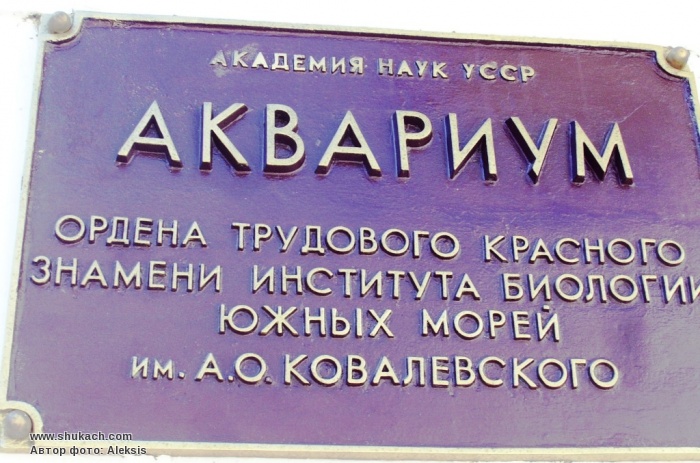 АКАДЕМИЯ НАУК УССР
АКВАРИУМ
ОРДЕНА ТРУДОВОГО КРАСНОГО
ЗНАМЕНИ ИНСТИТУТА БИОЛОГИИ
ЮЖНЫХ МОРЕЙ
им. А.О. КОВАЛЕВСКОГО
www.shukach.com
Автор фото: Aleksis